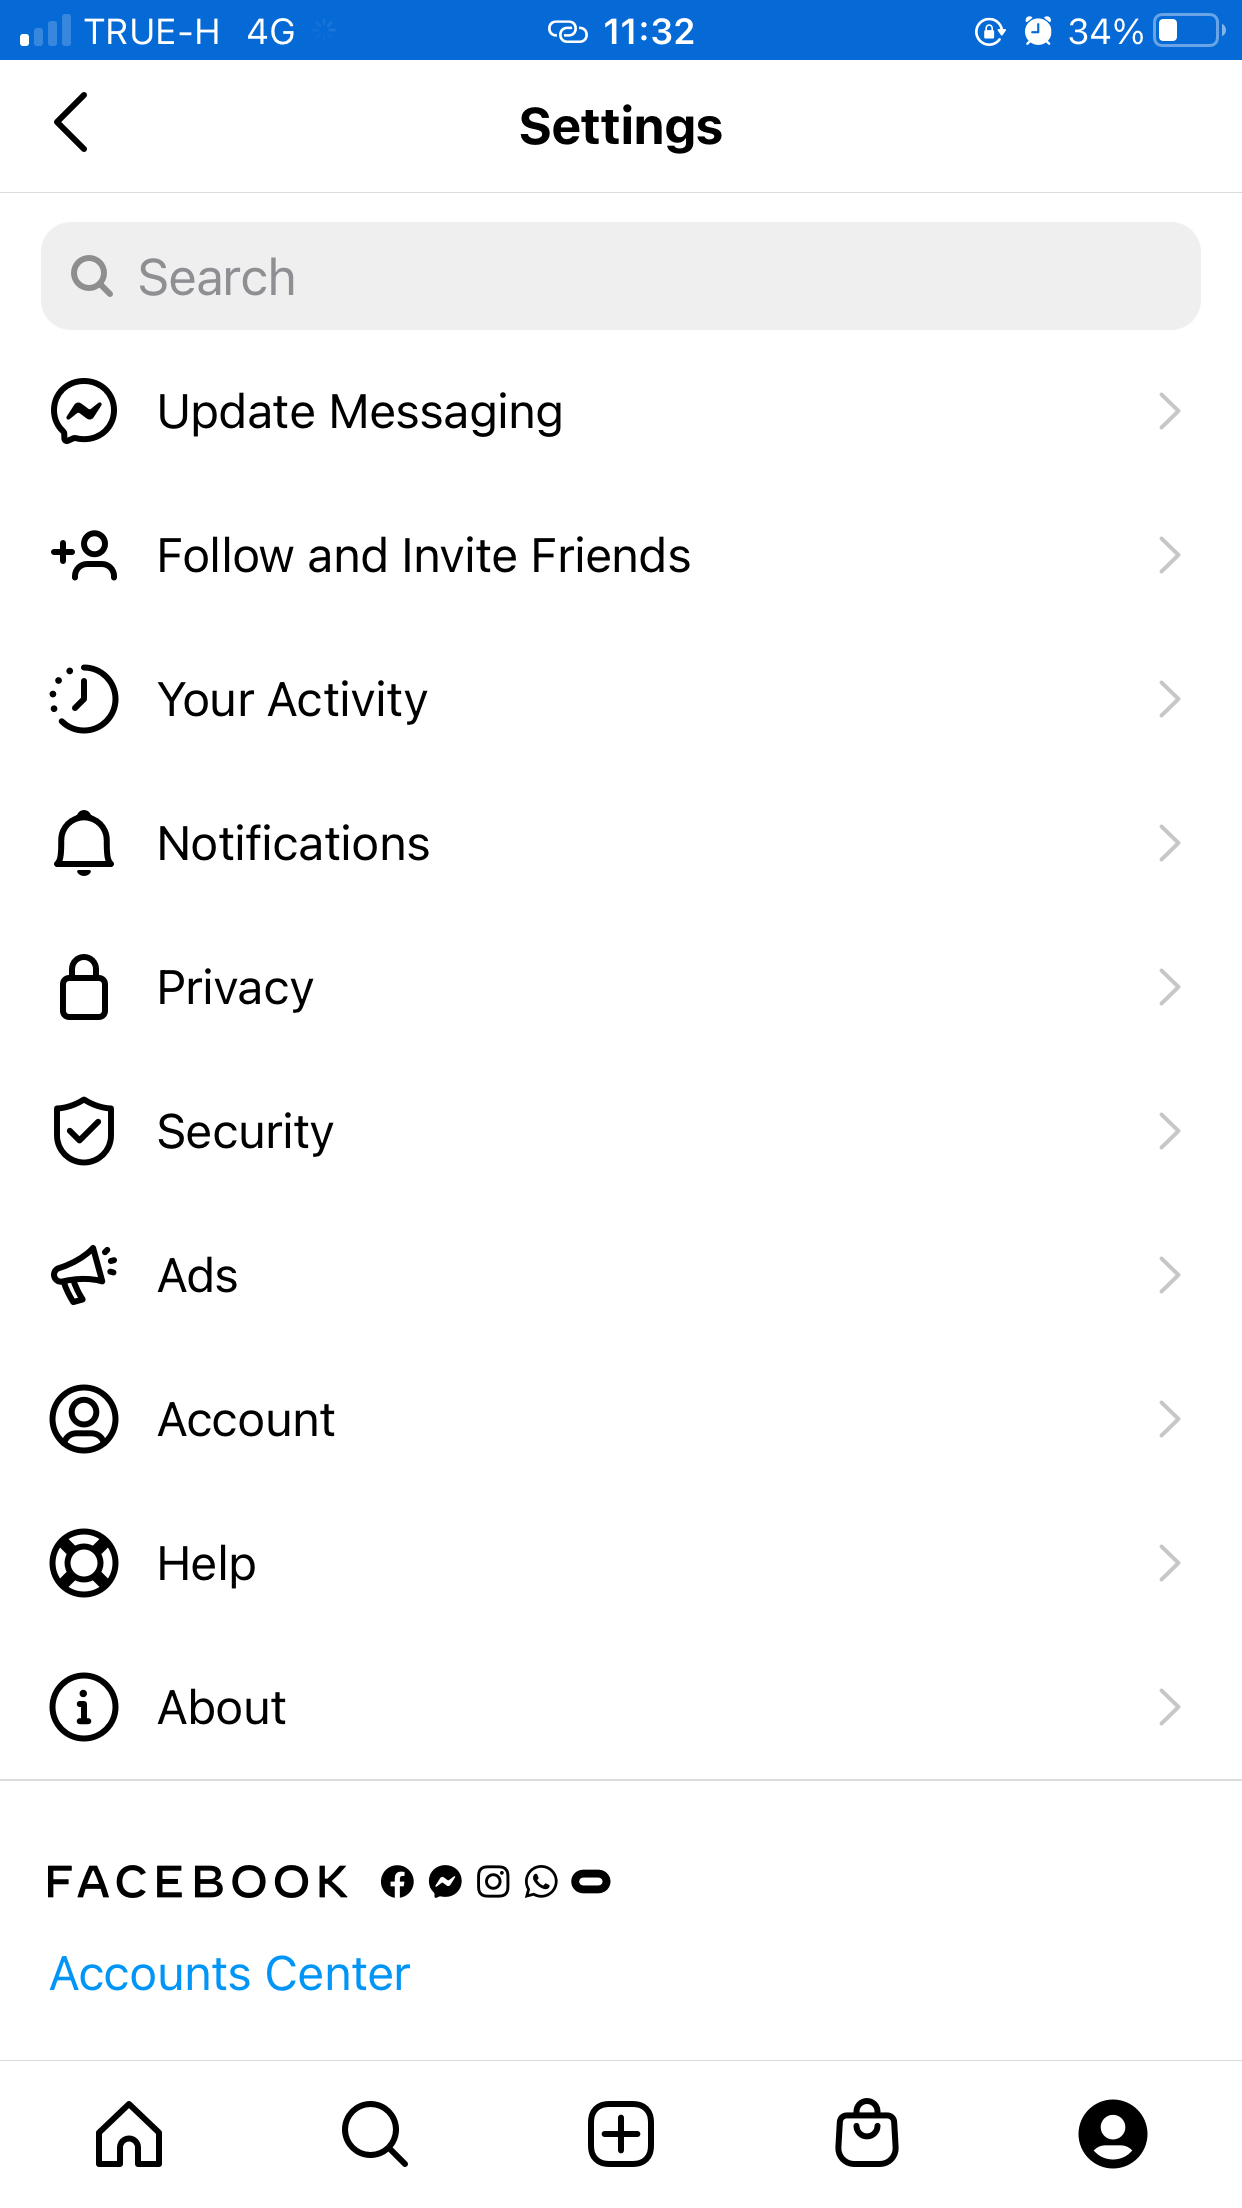 TRUE-H 4G 11:32 34%
Settings
Search
Update Messaging
Follow and Invite Friends
Your Activity
Notifications
Privacy
Security
Ads
Account
Help
About
FACEBOOK
Accounts Center